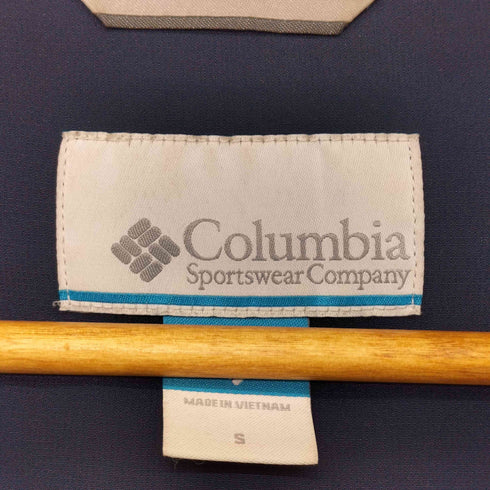 Columbia
Sportswear Company
MADE IN VIETNAM
S